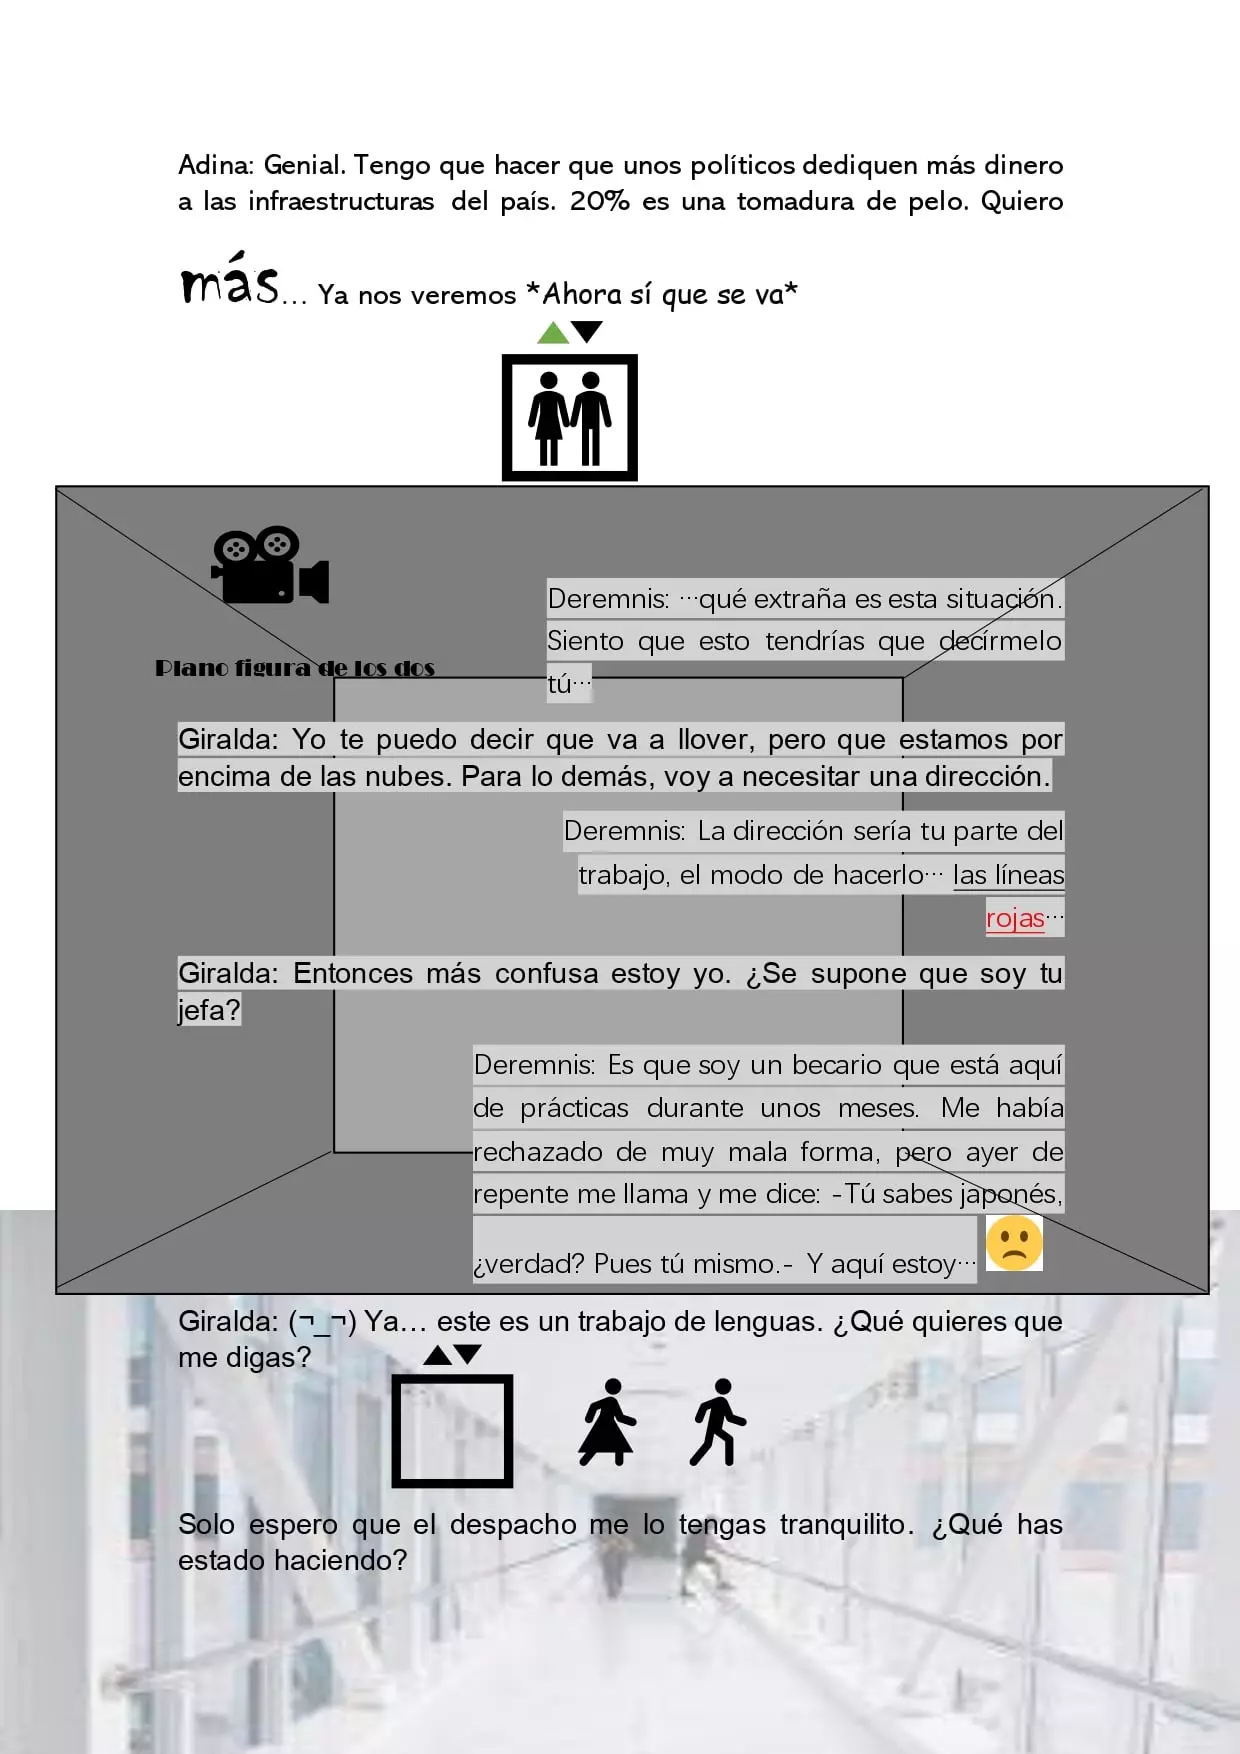 Adina: Genial. Tengo que hacer que unos políticos dediquen más dinero
a las infraestructuras del país. 20% es una tomadura de pelo. Quiero
más… Ya nos veremos *Ahora sí que se va*
Deremnis: …qué extraña es esta situación.
Siento que esto tendrías que decírmelo
tú…
Plano figura de los dos
Giralda: Yo te puedo decir que va a llover, pero que estamos por
encima de las nubes. Para lo demás, voy a necesitar una dirección.
Deremnis: La dirección sería tu parte del
trabajo, el modo de hacerlo… las líneas
rojas…
Giralda: Entonces más confusa estoy yo. ¿Se supone que soy tu
jefa?
Deremnis: Es que soy un becario que está aquí
de prácticas durante unos meses. Me había
rechazado de muy mala forma, pero ayer de
repente me llama y me dice: -Tú sabes japonés,
¿verdad? Pues tú mismo.- Y aquí estoy…
Giralda: (¬_¬) Ya… este es un trabajo de lenguas. ¿Qué quieres que
me digas?
Solo espero que el despacho me lo tengas tranquilito. ¿Qué has
estado haciendo?